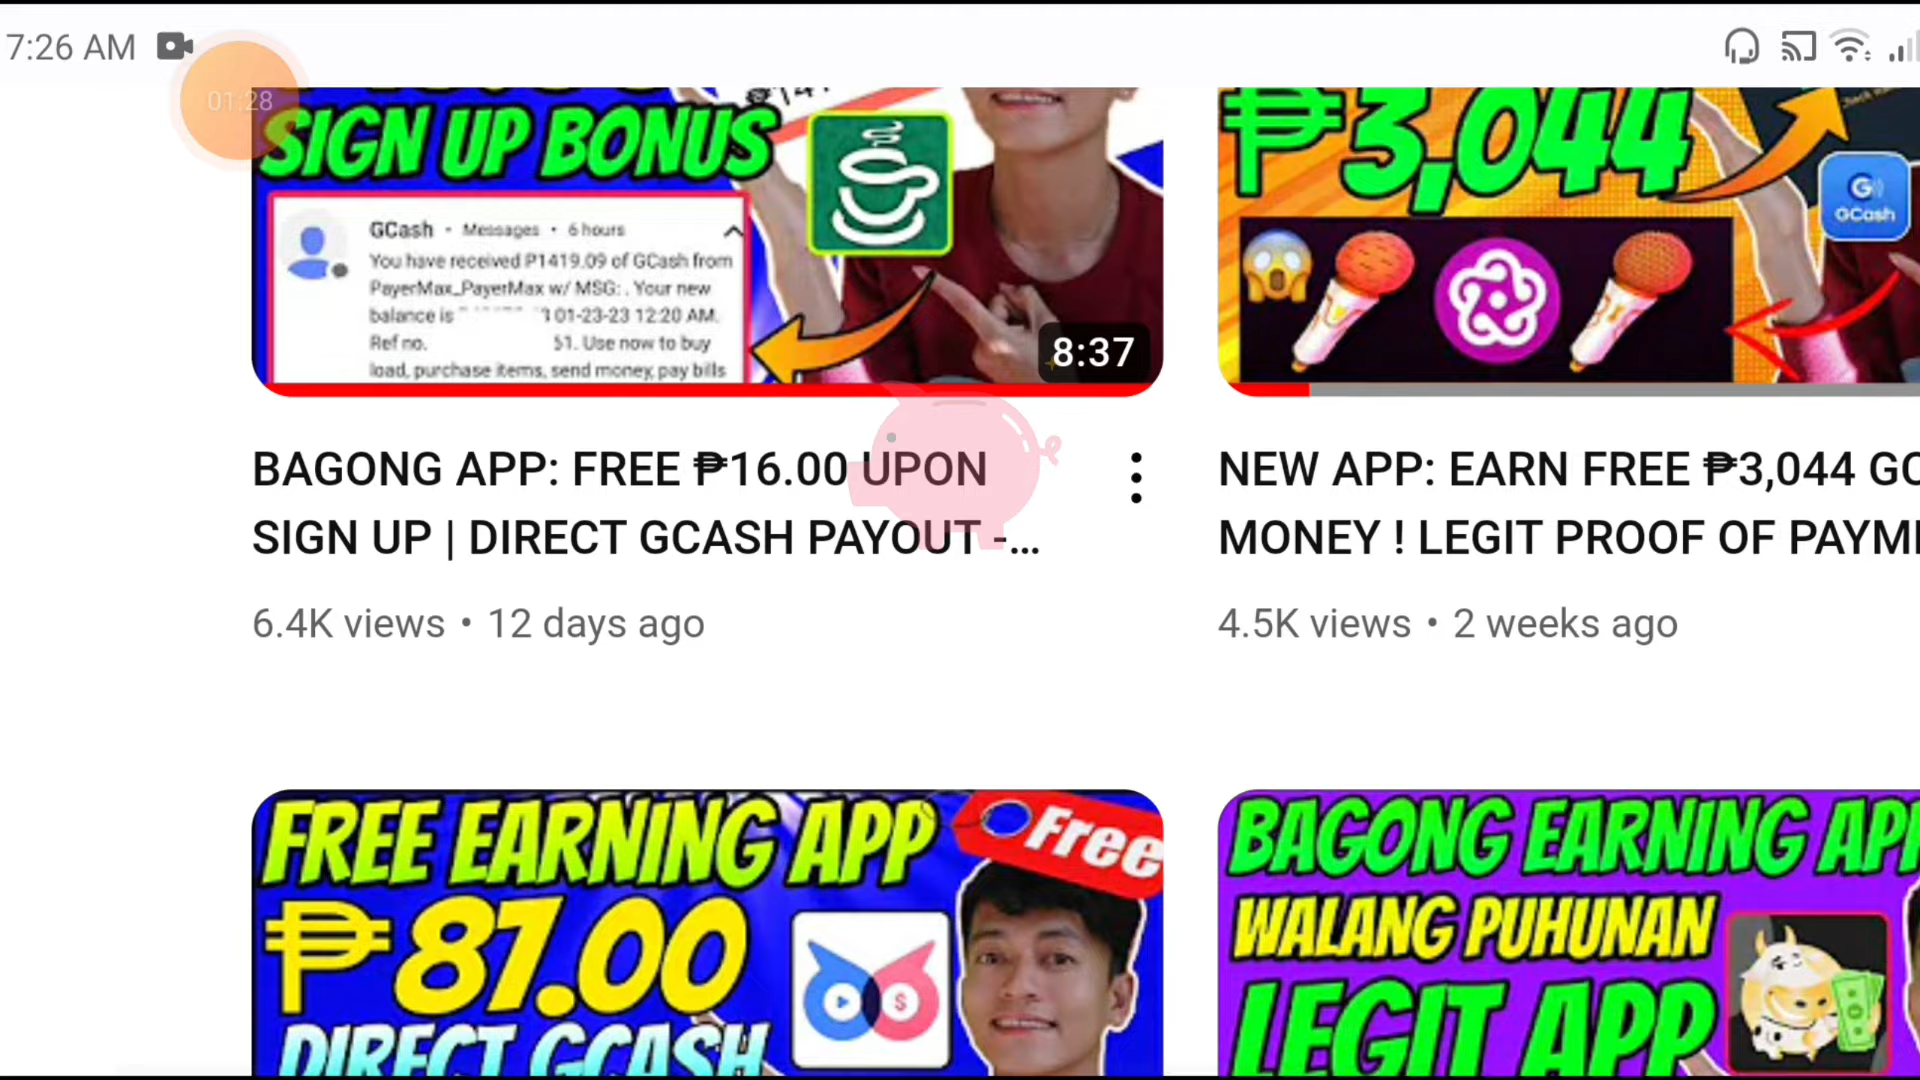 7:26 AM
01:28
SIGN UP BONUS
GCash • Messages • 6 hours
You have received P1419.09 of GCash from
PayerMax_PayerMax w/ MSG: . Your new
balance is 01-23-23 12:20 AM.
Ref no. 51. Use now to buy
load, purchase items, send money, pay bills
8:37
₱3,044
GCash
BAGONG APP: FREE ₱16.00 UPON
SIGN UP | DIRECT GCASH PAYOUT -...
6.4K views • 12 days ago
NEW APP: EARN FREE ₱3,044 GC
MONEY ! LEGIT PROOF OF PAYM
4.5K views • 2 weeks ago
FREE EARNING APP
Free
₱87.00
$
DIRECT GCASH
BAGONG EARNING APP
WALANG PUHUNAN
LEGIT APP